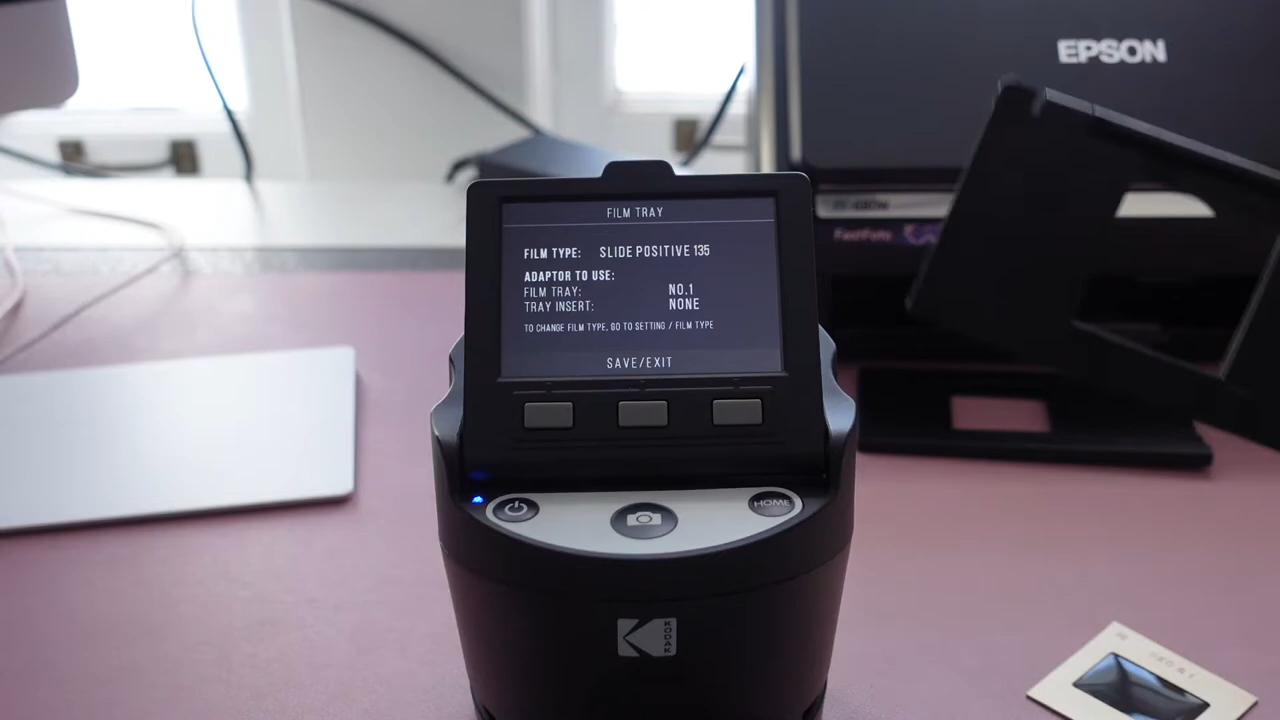 EPSON
FastFoto
FILM TRAY
FILM TYPE: SLIDE POSITIVE 135
ADAPTOR TO USE:
FILM TRAY: NO.1
TRAY INSERT: NONE
TO CHANGE FILM TYPE, GO TO SETTING / FILM TYPE
SAVE/EXIT
HOME
KODAK